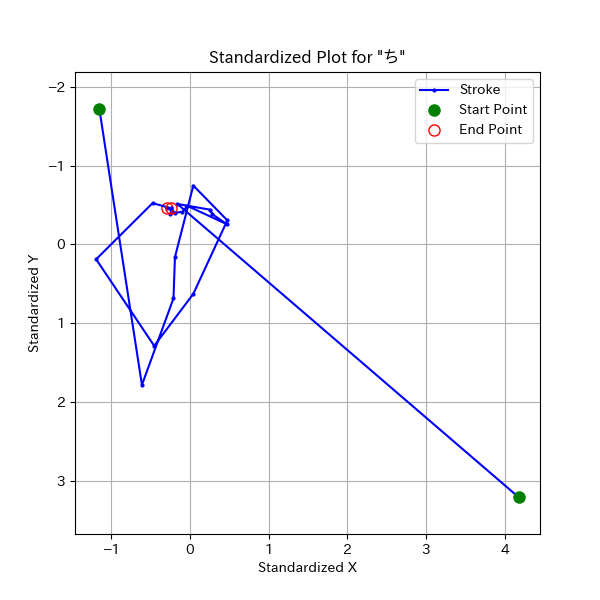 Standardized Plot for "ち"
Stroke
Start Point
End Point
−2
−1
0
1
2
3
Standardized Y
−1 0 1 2 3 4
Standardized X